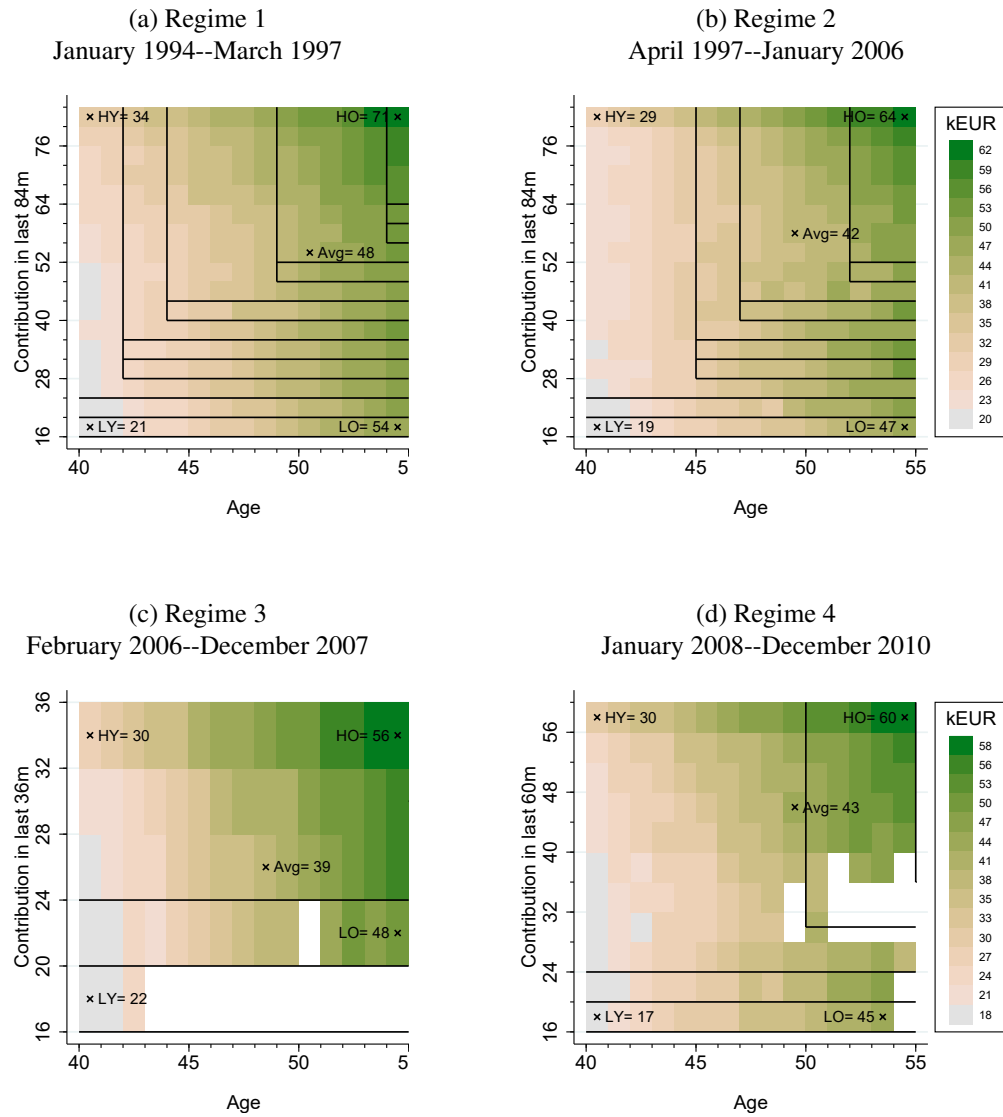 (a) Regime 1
January 1994--March 1997
(b) Regime 2
April 1997--January 2006
Contribution in last 84m
76
64
52
40
28
16
× HY= 34
HO= 71 ×
× Avg= 48
× LY= 21
LO= 54 ×
40
45
50
5
Age
Contribution in last 84m
76
64
52
40
28
16
× HY= 29
HO= 64 ×
× Avg= 42
× LY= 19
LO= 47 ×
40
45
50
55
Age
kEUR
62
59
56
53
50
47
44
41
38
35
32
29
26
23
20
(c) Regime 3
February 2006--December 2007
(d) Regime 4
January 2008--December 2010
Contribution in last 36m
36
32
28
24
20
16
× HY= 30
HO= 56 ×
× Avg= 39
LO= 48 ×
× LY= 22
40
45
50
5
Age
Contribution in last 60m
56
48
40
32
24
16
× HY= 30
HO= 60 ×
× Avg= 43
× LY= 17
LO= 45 ×
40
45
50
55
Age
kEUR
58
56
53
50
47
44
41
38
35
33
30
27
24
21
18